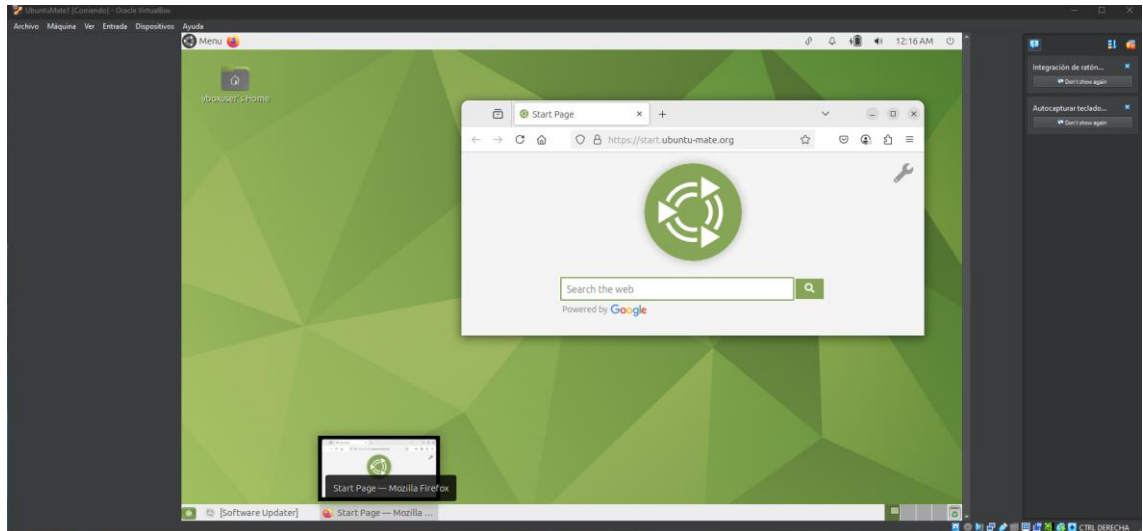 UbuntuMate1 [Corriendo] - Oracle VirtualBox
Archivo Máquina Ver Entrada Dispositivos Ayuda
Menu
12:16 AM
vboxuser's Home
Start Page
https://start.ubuntu-mate.org
Search the web
Powered by Google
Integración de ratón...
Don't show again
Autocapturar teclado...
Don't show again
Start Page — Mozilla Firefox
[Software Updater]
Start Page — Mozilla ...
CTRL DERECHA